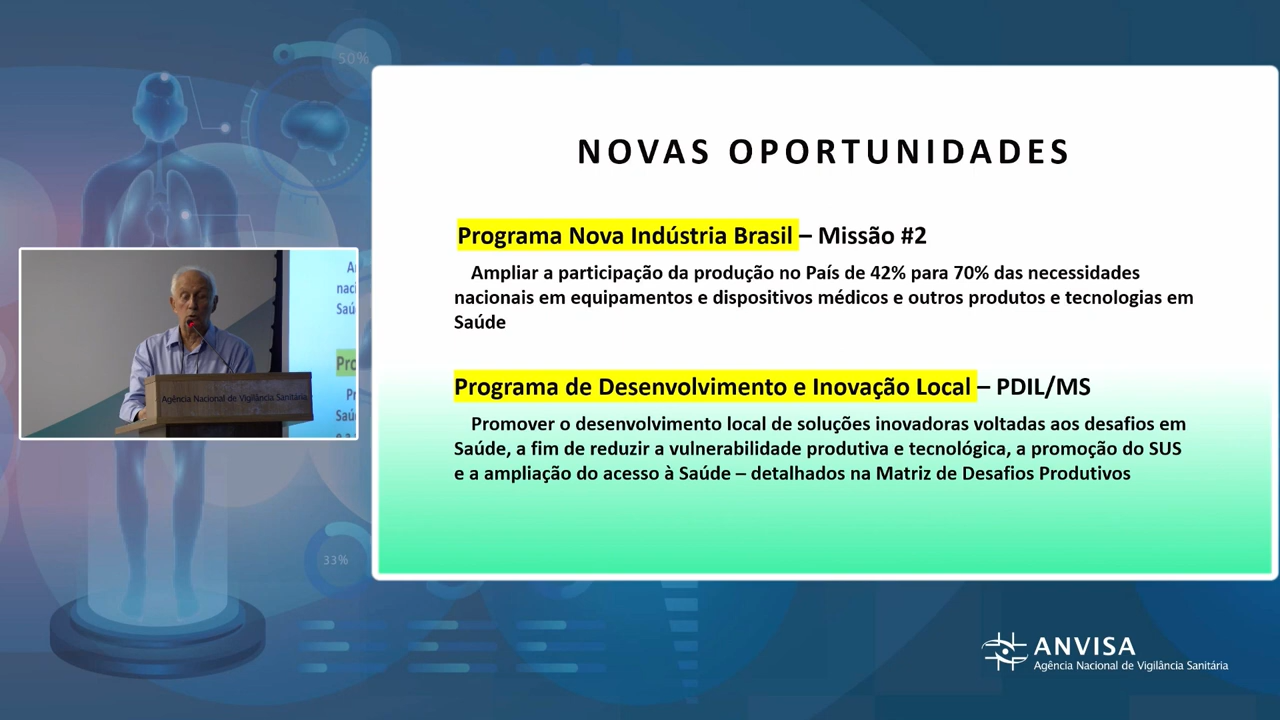 50%
NOVAS OPORTUNIDADES
Programa Nova Indústria Brasil – Missão #2
Ampliar a participação da produção no País de 42% para 70% das necessidades
nacionais em equipamentos e dispositivos médicos e outros produtos e tecnologias em
Saúde
Programa de Desenvolvimento e Inovação Local – PDIL/MS
Promover o desenvolvimento local de soluções inovadoras voltadas aos desafios em
Saúde, a fim de reduzir a vulnerabilidade produtiva e tecnológica, a promoção do SUS
e a ampliação do acesso à Saúde – detalhados na Matriz de Desafios Produtivos
Agência Nacional de Vigilância Sanitária
33%
ANVISA
Agência Nacional de Vigilância Sanitária